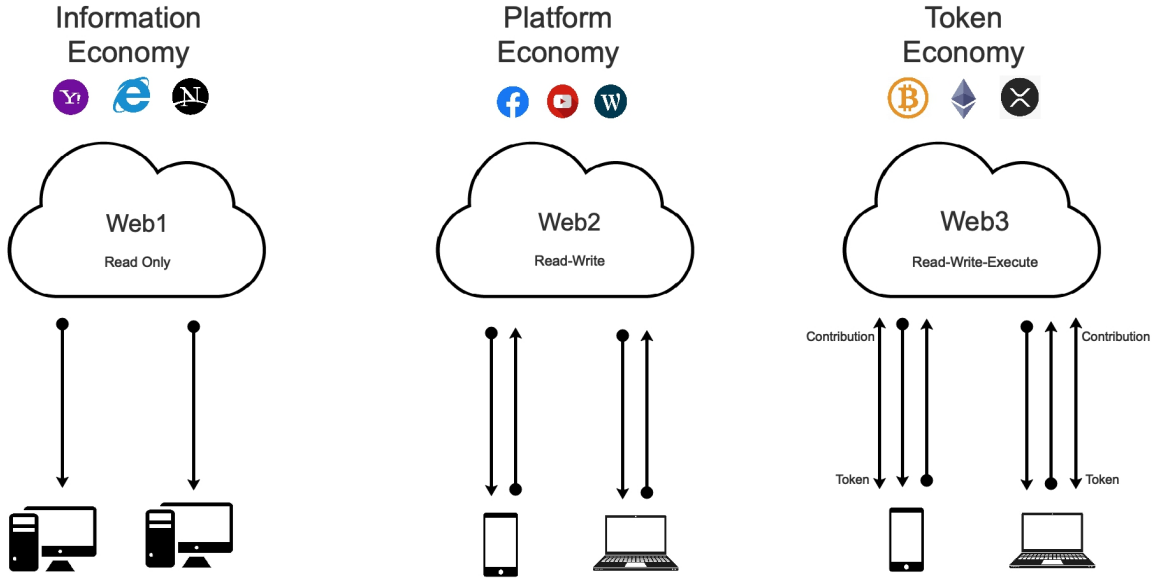 Information
Economy
Y!
e
N
Web1
Read Only
Platform
Economy
f
W
Web2
Read-Write
Token
Economy
B
X
Web3
Read-Write-Execute
Contribution
Contribution
Token
Token